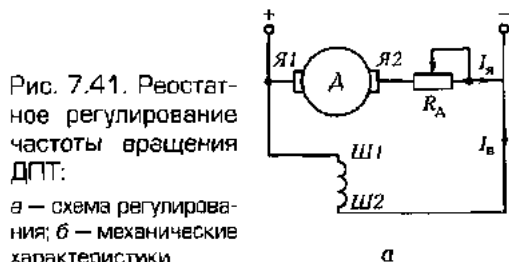 + −
Я1 Я2 Iя
Д
Rд
Iв
Ш1
Ш2
а
Рис. 7.41. Реостат-
ное регулирование
частоты вращения
ДПТ:
а — схема регулирова-
ния; б — механические
характеристики